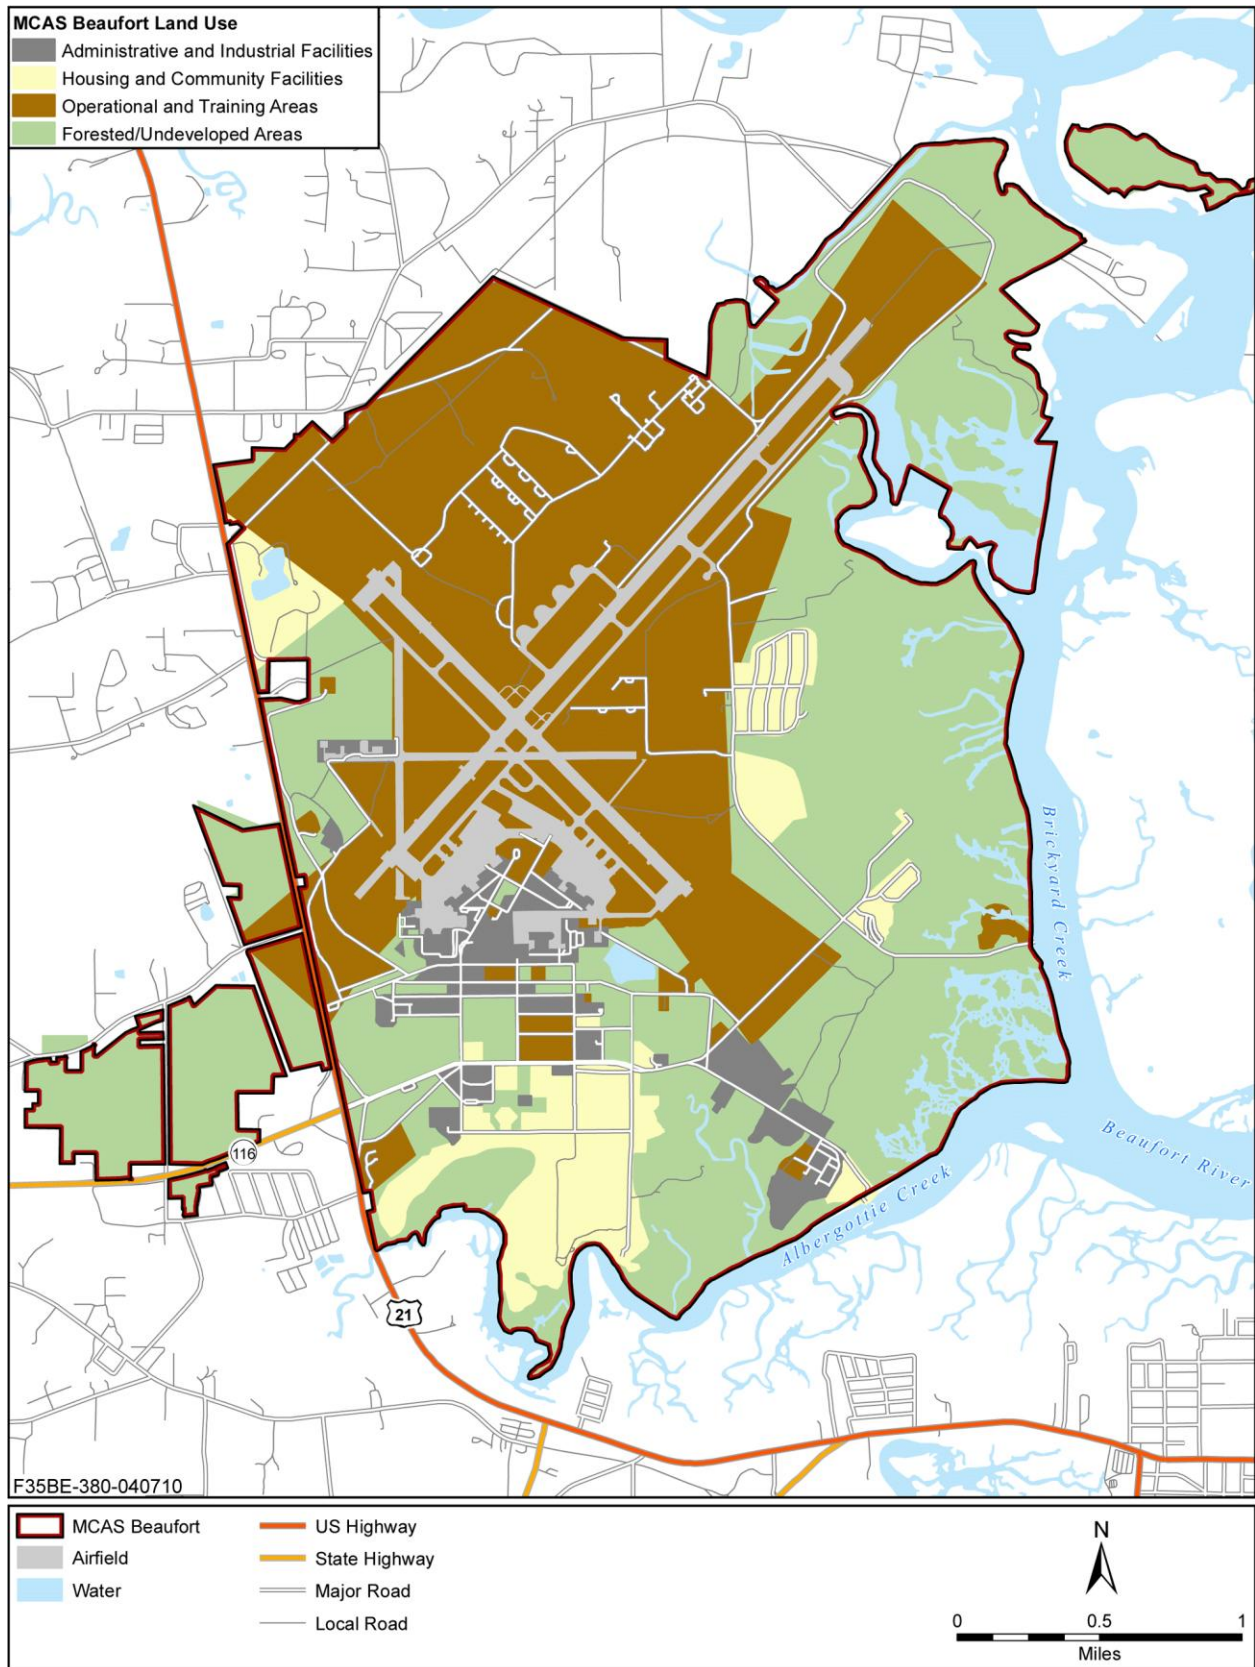 MCAS Beaufort Land Use
Administrative and Industrial Facilities
Housing and Community Facilities
Operational and Training Areas
Forested/Undeveloped Areas
Brickyard Creek
Beaufort River
116
Albergottie Creek
21
F35BE-380-040710
MCAS Beaufort
Airfield
Water
US Highway
State Highway
Major Road
Local Road
N
0 0.5 1
Miles